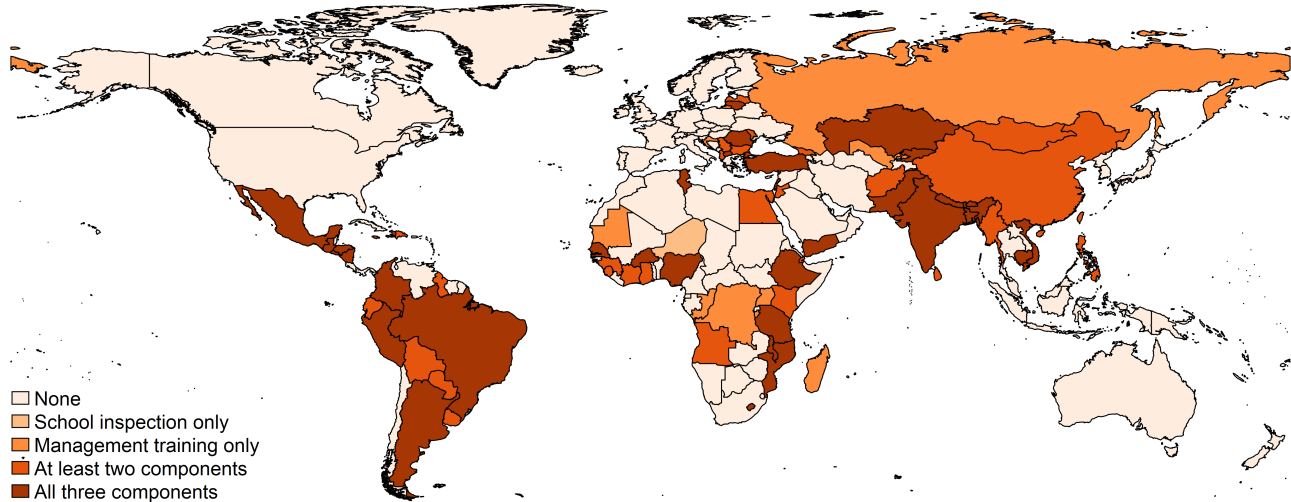 None
School inspection only
Management training only
At least two components
All three components